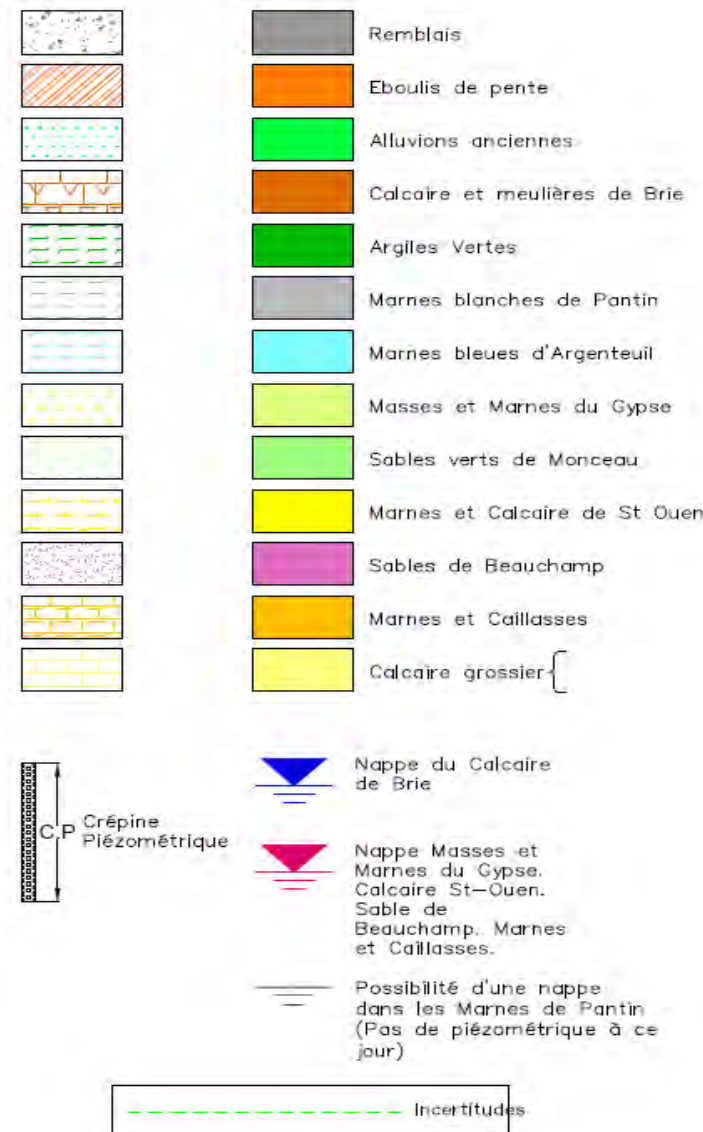 Remblais
Eboulis de pente
Alluvions anciennes
Calcaire et meulières de Brie
Argiles Vertes
Marnes blanches de Pantin
Marnes bleues d'Argenteuil
Masses et Marnes du Gypse
Sables verts de Monceau
Marnes et Calcaire de St Ouen
Sables de Beauchamp
Marnes et Caillasses
Calcaire grossier
C.P
Crépine
Piézométrique
Nappe du Calcaire
de Brie
Nappe Masses et
Marnes du Gypse.
Calcaire St-Ouen.
Sable de
Beauchamp. Marnes
et Caillasses.
Possibilité d'une nappe
dans les Marnes de Pantin
(Pas de piézométrique à ce
jour)
Incertitudes